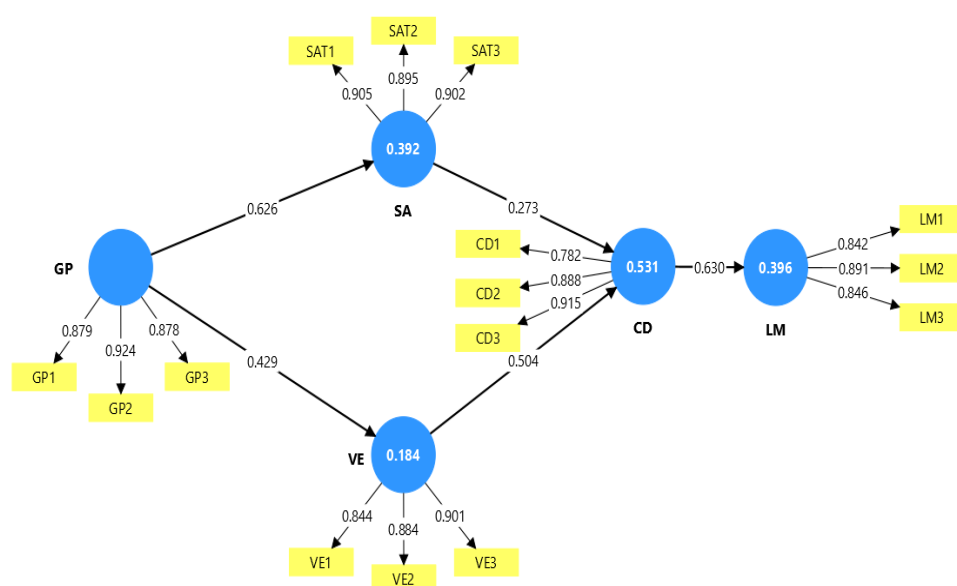 SAT1
SAT2
SAT3
0.905
0.895
0.902
0.392
SA
0.626
0.273
GP
0.879
0.924
0.878
GP1
GP2
GP3
0.429
CD1
CD2
CD3
0.782
0.888
0.915
0.531
CD
0.630
0.396
LM
0.842
0.891
0.846
LM1
LM2
LM3
0.504
VE
0.184
0.844
0.884
0.901
VE1
VE2
VE3